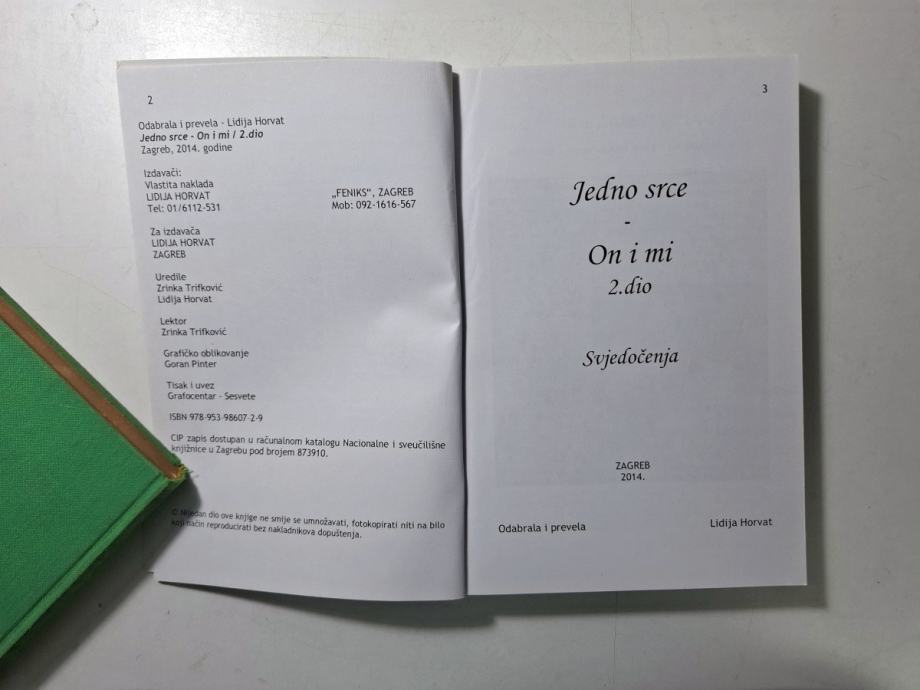 2
Odabrala i prevela - Lidija Horvat
Jedno srce - On i mi / 2.dio
Zagreb, 2014. godine
Izdavači:
Vlastita naklada
LIDIJA HORVAT
Tel: 01/6112-531
„FENIKS“, ZAGREB
Mob: 092-1616-567
Za izdavača
LIDIJA HORVAT
ZAGREB
Uredile
Zrinka Trifković
Lidija Horvat
Lektor
Zrinka Trifković
Grafičko oblikovanje
Goran Pinter
Tisak i uvez
Grafocentar - Sesvete
ISBN 978-953-98607-2-9
CIP zapis dostupan u računalnom katalogu Nacionalne i sveučilišne
knjižnice u Zagrebu pod brojem 873910.
© Nijedan dio ove knjige ne smije se umnožavati, fotokopirati niti na bilo
koji način reproducirati bez nakladnikova dopuštenja.
3
Jedno srce
-
On i mi
2.dio
Svjedočenja
ZAGREB
2014.
Odabrala i prevela
Lidija Horvat